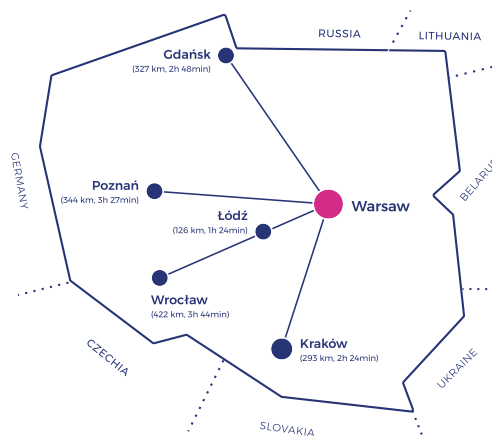 RUSSIA
LITHUANIA
Gdańsk
(327 km, 2h 48min)
GERMANY
BELARUS
Poznań
(344 km, 3h 27min)
Warsaw
Łódź
(126 km, 1h 24min)
Wrocław
(422 km, 3h 44min)
Kraków
(293 km, 2h 24min)
CZECHIA
UKRAINE
SLOVAKIA